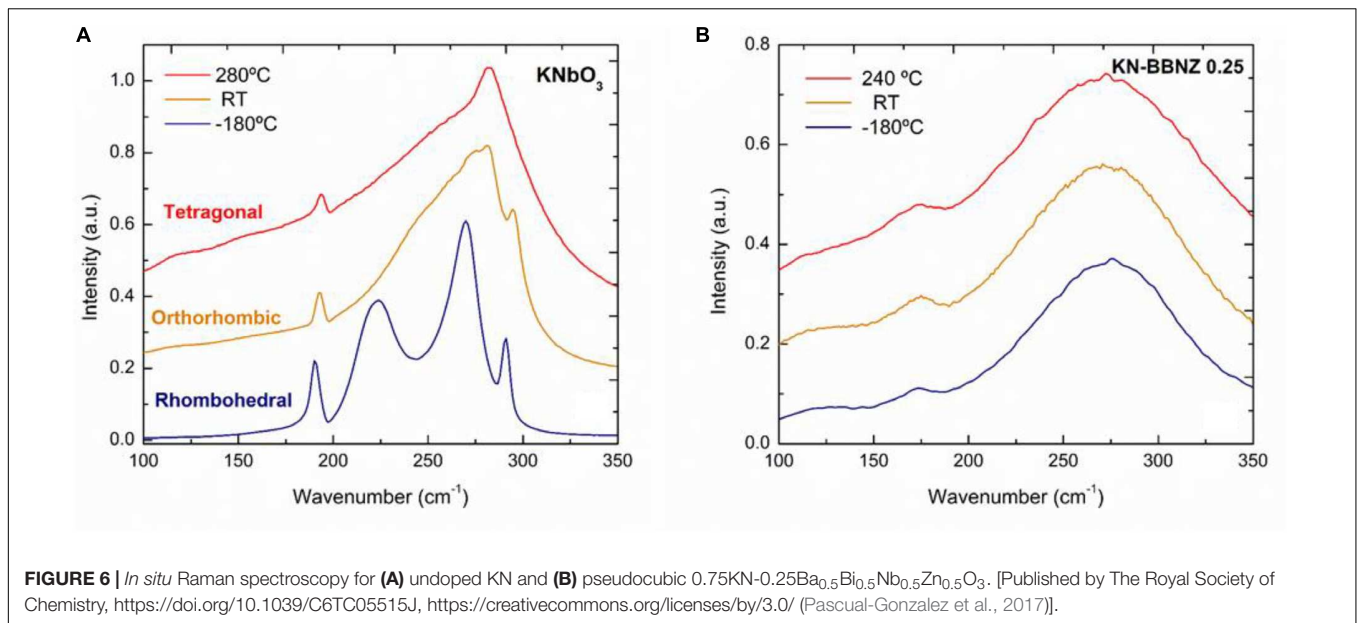 A
280ºC
RT
-180ºC
KNbO3
Tetragonal
Orthorhombic
Rhombohedral
Intensity (a.u.)
1.0
0.8
0.6
0.4
0.2
0.0
100 150 200 250 300 350
Wavenumber (cm-1)
B
240 ºC
RT
-180ºC
KN-BBNZ 0.25
Intensity (a.u.)
0.8
0.6
0.4
0.2
0.0
100 150 200 250 300 350
Wavenumber (cm-1)
FIGURE 6 | In situ Raman spectroscopy for (A) undoped KN and (B) pseudocubic 0.75KN-0.25Ba0.5Bi0.5Nb0.5Zn0.5O3. [Published by The Royal Society of
Chemistry, https://doi.org/10.1039/C6TC05515J, https://creativecommons.org/licenses/by/3.0/ (Pascual-Gonzalez et al., 2017)].